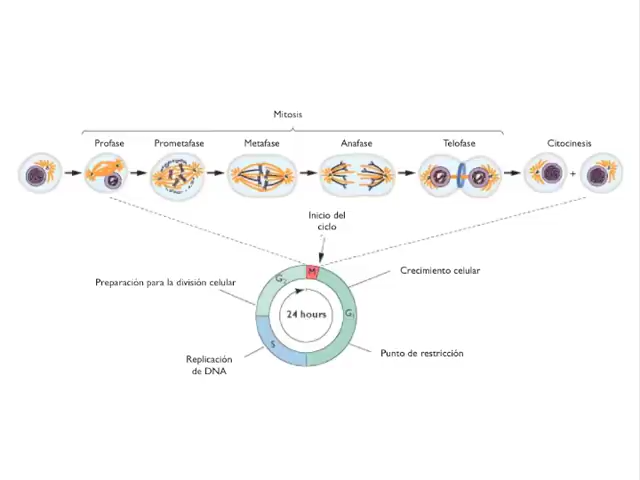 Mitosis
Profase
Prometafase
Metafase
Anafase
Telofase
Citocinesis
+
Inicio del
ciclo
M
G₂
Crecimiento celular
Preparación para la división celular
24 hours
G₁
S
Punto de restricción
Replicación
de DNA